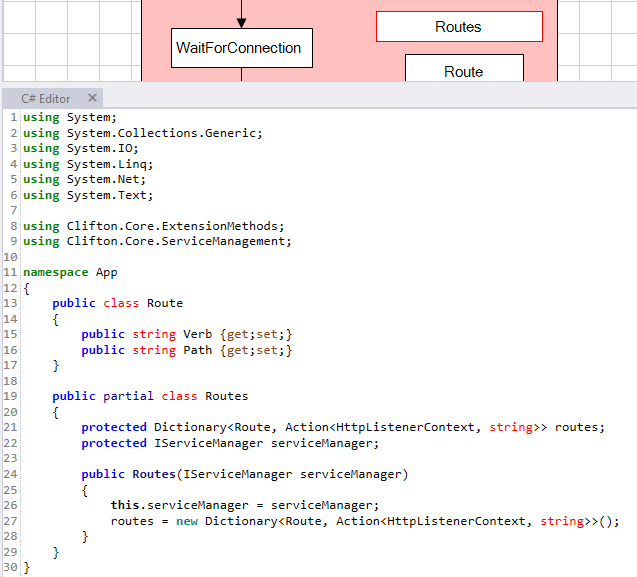 Routes
WaitForConnection
Route
C# Editor ✕
1 using System;
2 using System.Collections.Generic;
3 using System.IO;
4 using System.Linq;
5 using System.Net;
6 using System.Text;
7
8 using Clifton.Core.ExtensionMethods;
9 using Clifton.Core.ServiceManagement;
10
11 namespace App
12 {
13     public class Route
14     {
15         public string Verb {get;set;}
16         public string Path {get;set;}
17     }
18
19     public partial class Routes
20     {
21         protected Dictionary<Route, Action<HttpListenerContext, string>> routes;
22         protected IServiceManager serviceManager;
23
24         public Routes(IServiceManager serviceManager)
25         {
26             this.serviceManager = serviceManager;
27             routes = new Dictionary<Route, Action<HttpListenerContext, string>>();
28         }
29     }
30 }